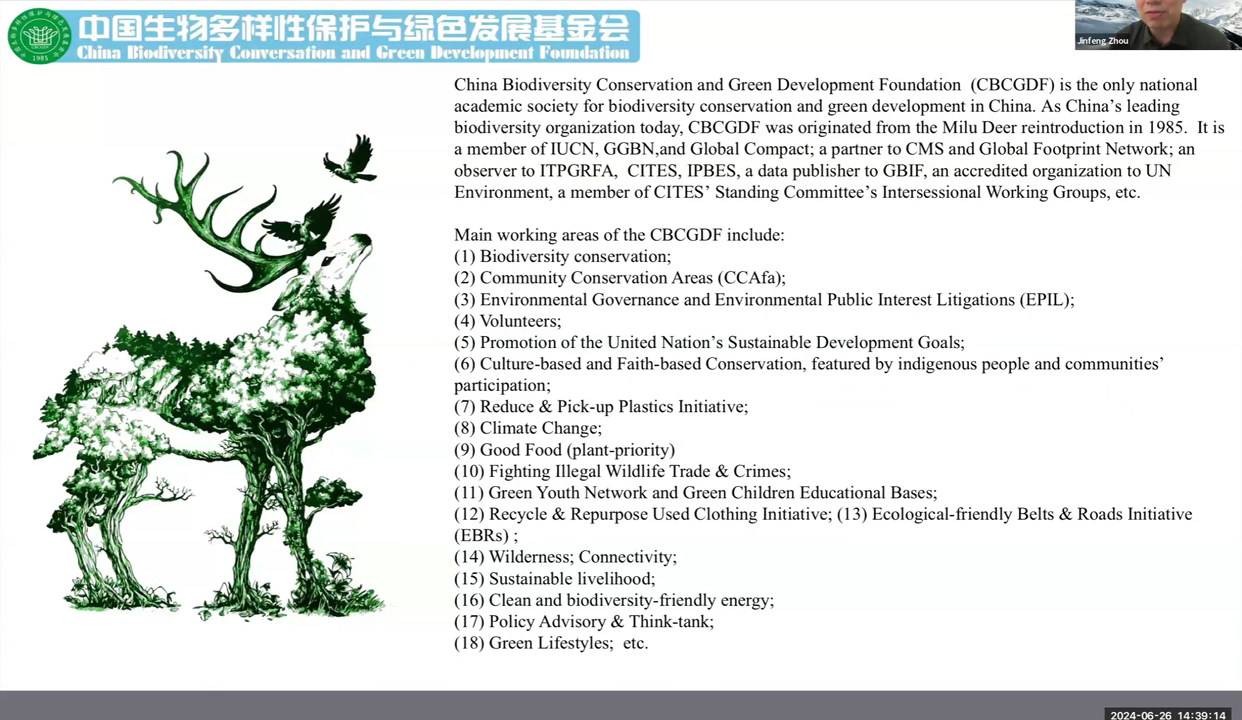 中国生物多样性保护与绿色发展基金会
China Biodiversity Conversation and Green Development Foundation
1985
Jinfeng Zhou
China Biodiversity Conservation and Green Development Foundation (CBCGDF) is the only national
academic society for biodiversity conservation and green development in China. As China's leading
biodiversity organization today, CBCGDF was originated from the Milu Deer reintroduction in 1985. It is
a member of IUCN, GGBN,and Global Compact; a partner to CMS and Global Footprint Network; an
observer to ITPGRFA, CITES, IPBES, a data publisher to GBIF, an accredited organization to UN
Environment, a member of CITES' Standing Committee's Intersessional Working Groups, etc.
Main working areas of the CBCGDF include:
(1) Biodiversity conservation;
(2) Community Conservation Areas (CCAfa);
(3) Environmental Governance and Environmental Public Interest Litigations (EPIL);
(4) Volunteers;
(5) Promotion of the United Nation's Sustainable Development Goals;
(6) Culture-based and Faith-based Conservation, featured by indigenous people and communities'
participation;
(7) Reduce & Pick-up Plastics Initiative;
(8) Climate Change;
(9) Good Food (plant-priority)
(10) Fighting Illegal Wildlife Trade & Crimes;
(11) Green Youth Network and Green Children Educational Bases;
(12) Recycle & Repurpose Used Clothing Initiative; (13) Ecological-friendly Belts & Roads Initiative
(EBRs) ;
(14) Wilderness; Connectivity;
(15) Sustainable livelihood;
(16) Clean and biodiversity-friendly energy;
(17) Policy Advisory & Think-tank;
(18) Green Lifestyles; etc.
2024-06-26 14:39:14